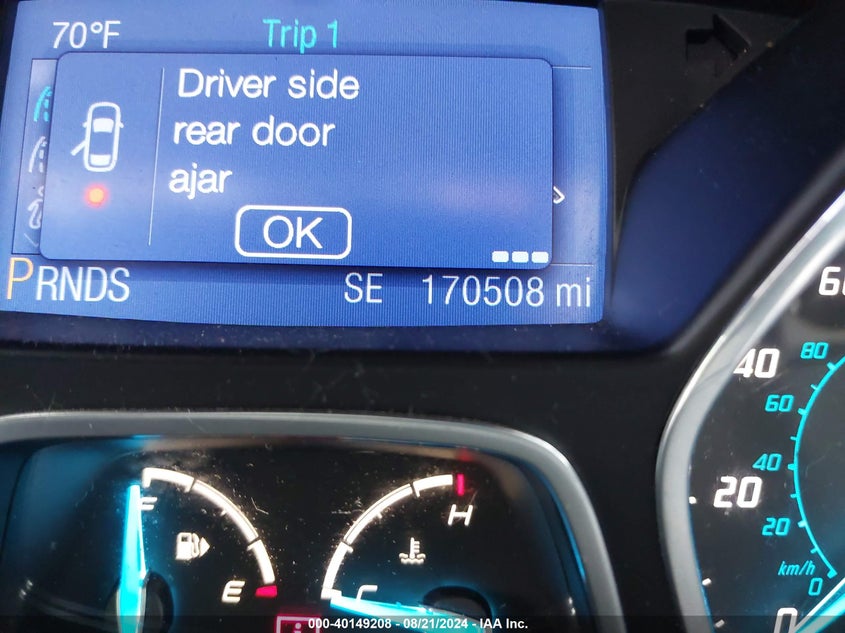 70°F Trip 1
Driver side
rear door
ajar
OK
PRNDS SE 170508 mi
F H
E C
60
80
40
60
40
20
20
km/h
0
0
000-40149208 - 08/21/2024 - IAA Inc.